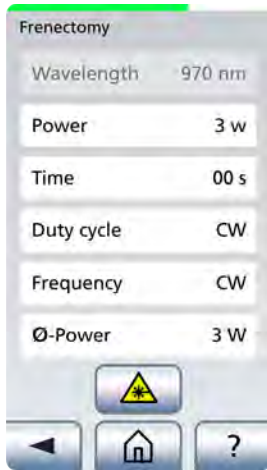 Frenectomy
Wavelength 970 nm
Power 3 w
Time 00 s
Duty cycle CW
Frequency CW
Ø-Power 3 W
?